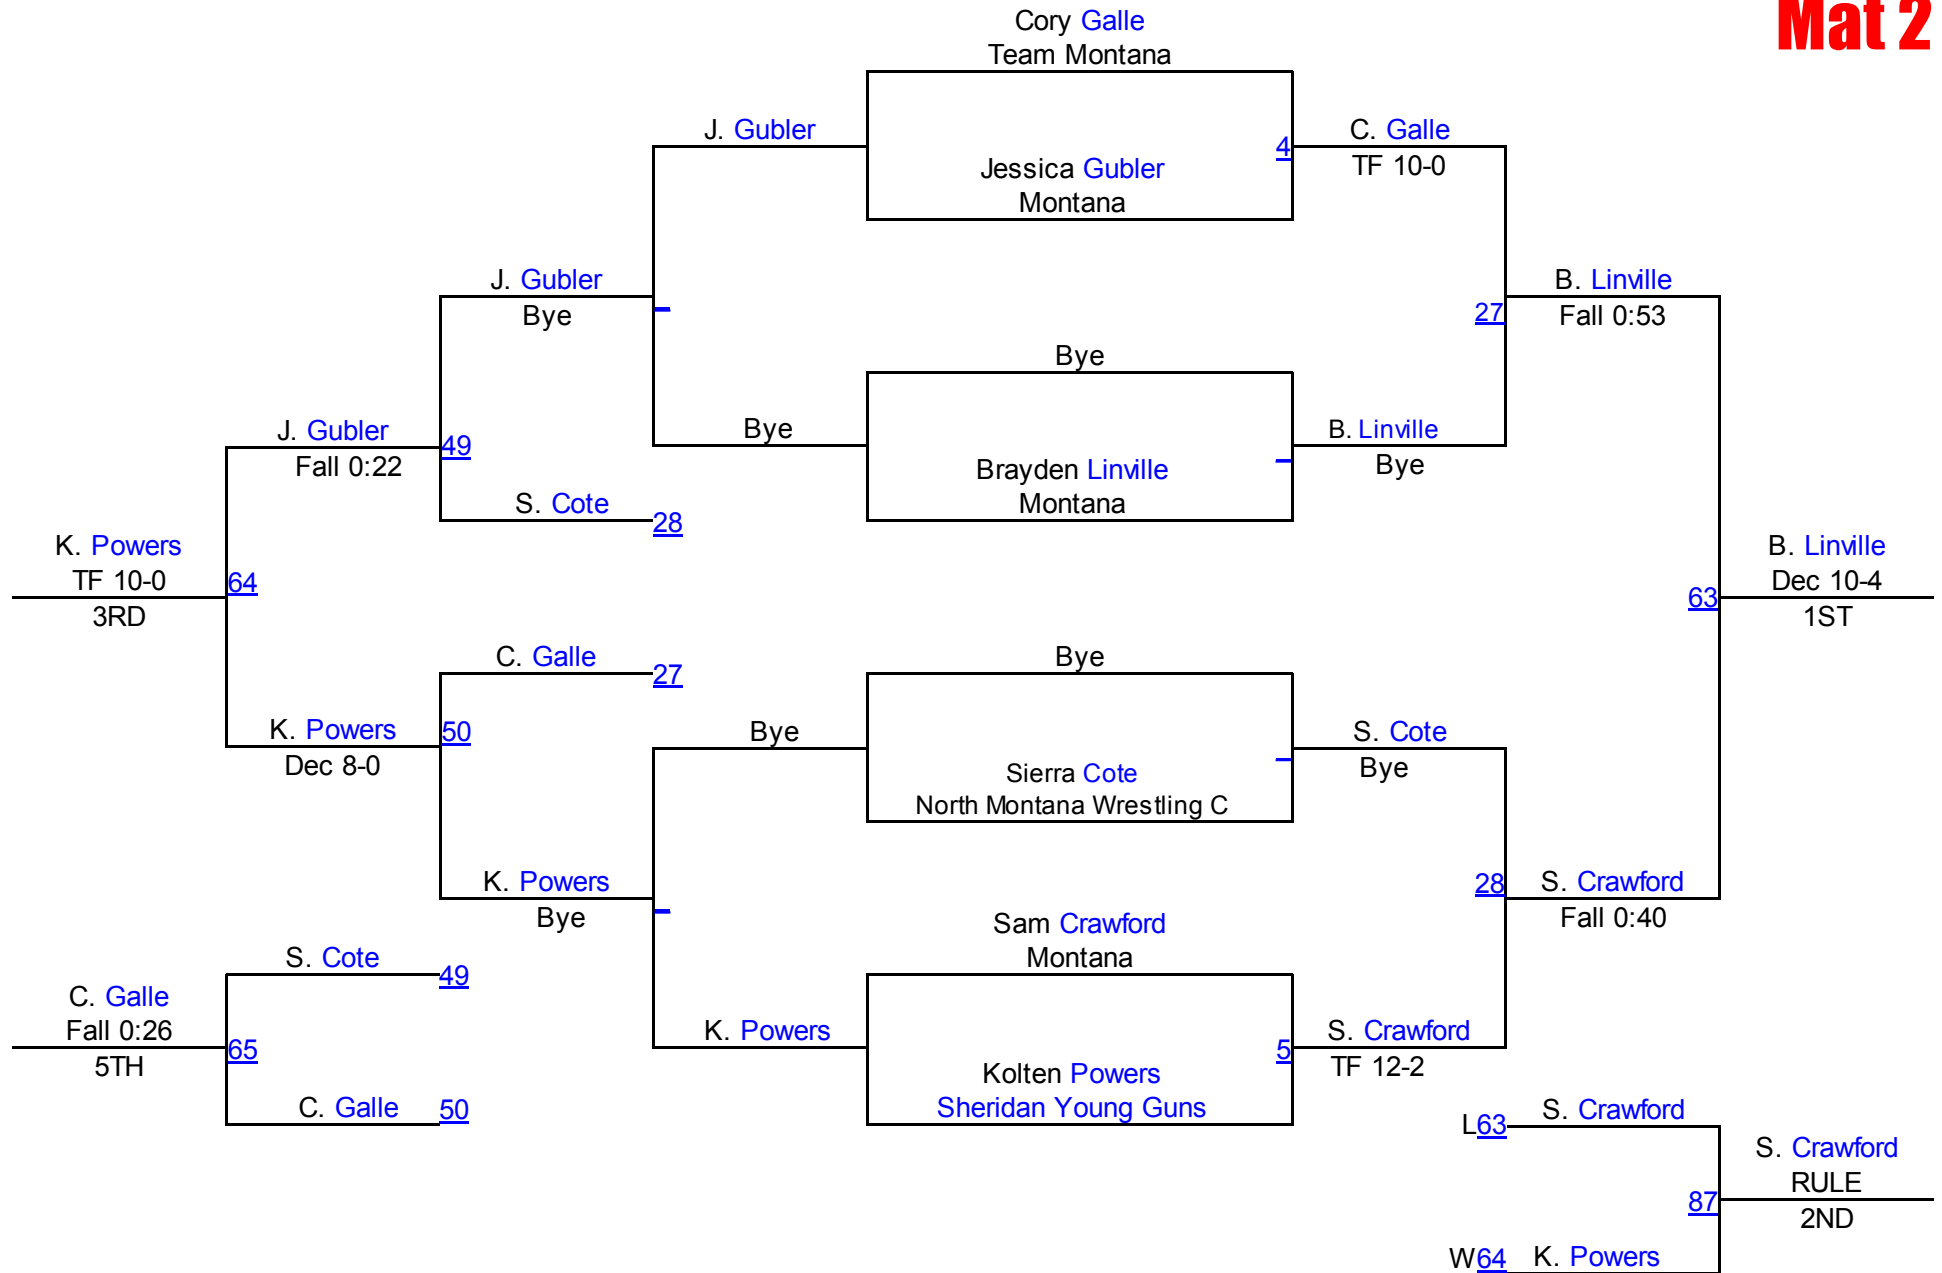 Mat 2
Cory Galle
Team Montana
J. Gubler
4
C. Galle
TF 10-0
Jessica Gubler
Montana
J. Gubler
Bye
B. Linville
Fall 0:53
27
Bye
J. Gubler
Fall 0:22
49
Bye
B. Linville
Bye
Brayden Linville
Montana
S. Cote
28
K. Powers
TF 10-0
3RD
64
B. Linville
Dec 10-4
1ST
63
C. Galle
27
Bye
K. Powers
Dec 8-0
50
Bye
S. Cote
Bye
Sierra Cote
North Montana Wrestling C
K. Powers
Bye
28
S. Crawford
Fall 0:40
Sam Crawford
Montana
S. Cote
49
C. Galle
Fall 0:26
5TH
65
K. Powers
5
S. Crawford
TF 12-2
Kolten Powers
Sheridan Young Guns
C. Galle
50
L63
S. Crawford
S. Crawford
RULE
2ND
87
W64
K. Powers